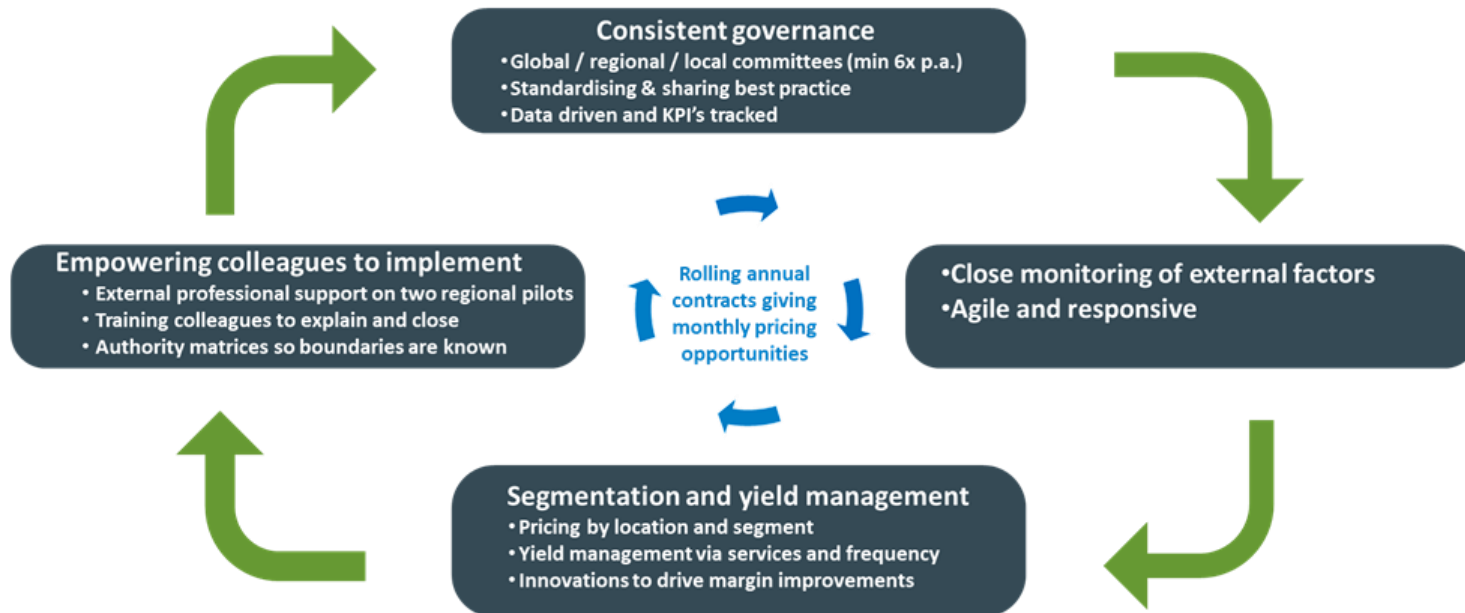 Consistent governance
• Global / regional / local committees (min 6x p.a.)
• Standardising & sharing best practice
• Data driven and KPI's tracked
Empowering colleagues to implement
• External professional support on two regional pilots
• Training colleagues to explain and close
• Authority matrices so boundaries are known
Rolling annual
contracts giving
monthly pricing
opportunities
•Close monitoring of external factors
•Agile and responsive
Segmentation and yield management
• Pricing by location and segment
• Yield management via services and frequency
• Innovations to drive margin improvements